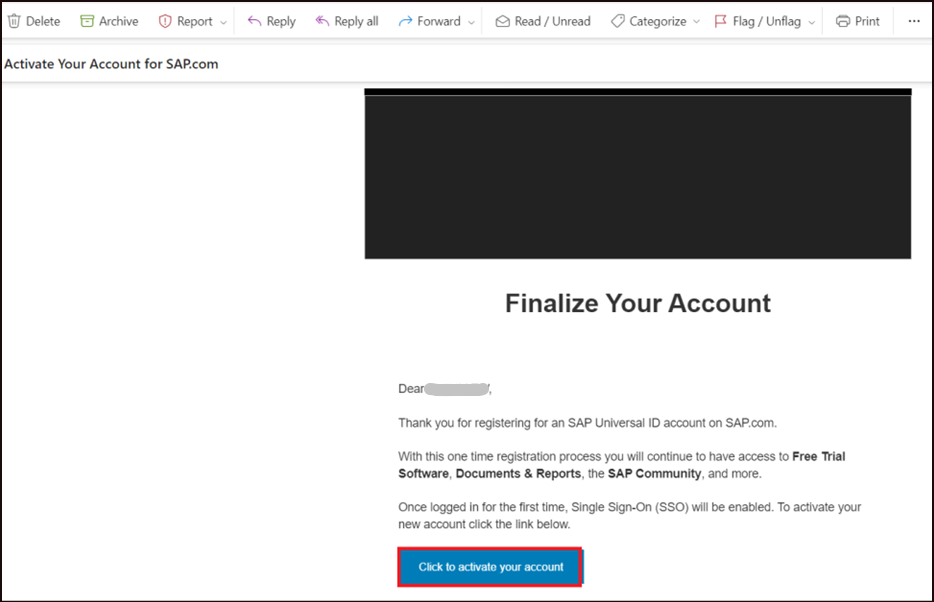 Delete Archive Report Reply Reply all Forward Read / Unread Categorize Flag / Unflag Print ...
Activate Your Account for SAP.com
Finalize Your Account
Dear ,
Thank you for registering for an SAP Universal ID account on SAP.com.
With this one time registration process you will continue to have access to Free Trial
Software, Documents & Reports, the SAP Community, and more.
Once logged in for the first time, Single Sign-On (SSO) will be enabled. To activate your
new account click the link below.
Click to activate your account